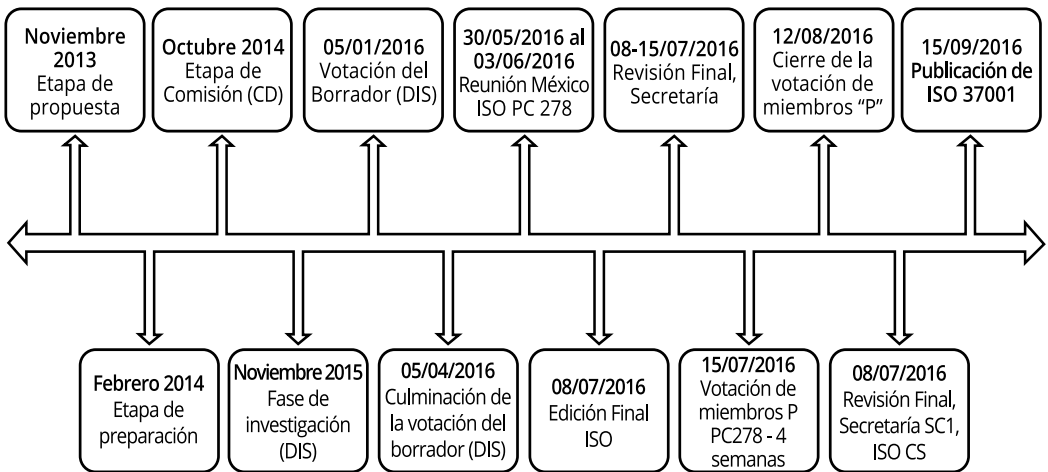 Noviembre
2013
Etapa de
propuesta
Octubre 2014
Etapa de
Comisión (CD)
05/01/2016
Votación del
Borrador (DIS)
30/05/2016 al
03/06/2016
Reunión México
ISO PC 278
08-15/07/2016
Revisión Final,
Secretaría
12/08/2016
Cierre de la
votación de
miembros “P”
15/09/2016
Publicación de
ISO 37001
Febrero 2014
Etapa de
preparación
Noviembre 2015
Fase de
investigación
(DIS)
05/04/2016
Culminación de
la votación del
borrador (DIS)
08/07/2016
Edición Final
ISO
15/07/2016
Votación de
miembros P
PC278 - 4
semanas
08/07/2016
Revisión Final,
Secretaría SC1,
ISO CS